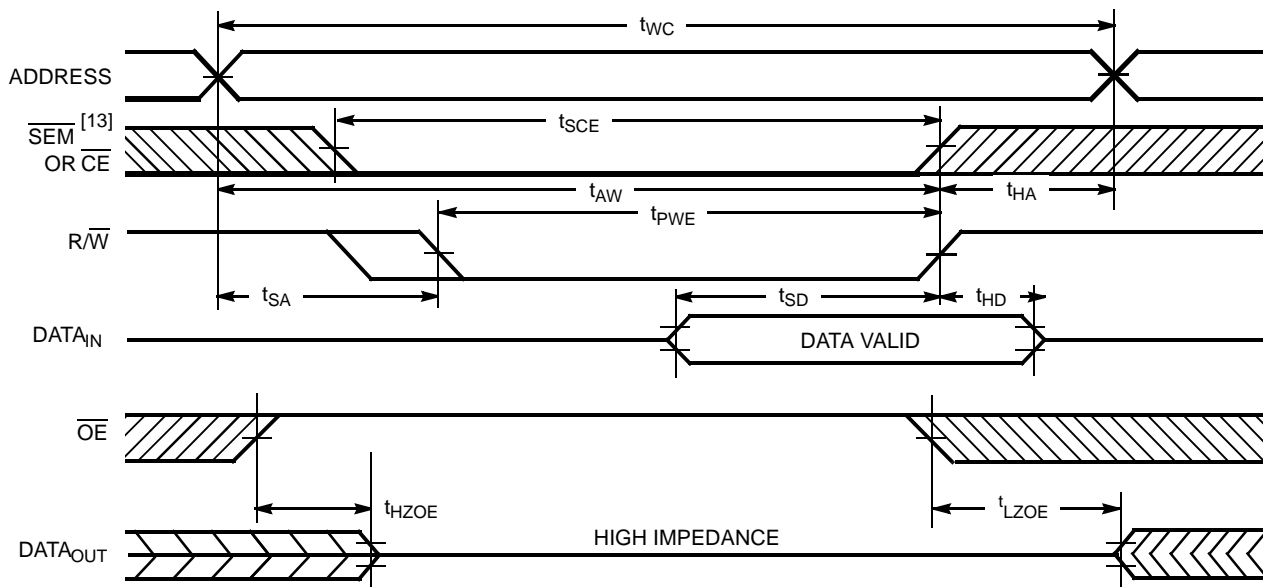 tWC
ADDRESS
SEM [13]
OR CE
tSCE
tAW
tHA
tPWE
R/W
tSA
tSD
tHD
DATAIN
DATA VALID
OE
tHZOE
tLZOE
DATAOUT
HIGH IMPEDANCE